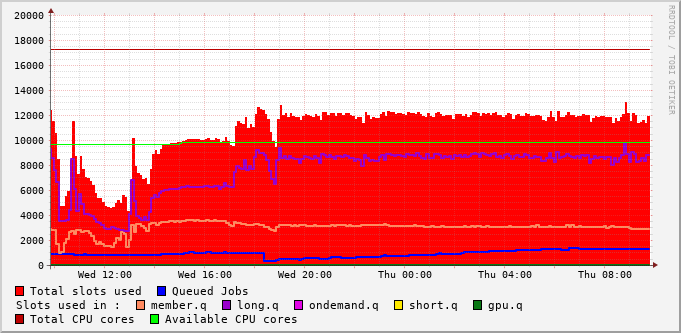 20000
18000
16000
14000
12000
10000
8000
6000
4000
2000
0
Wed 12:00 Wed 16:00 Wed 20:00 Thu 00:00 Thu 04:00 Thu 08:00
Total slots used Queued Jobs
Slots used in : member.q long.q ondemand.q short.q gpu.q
Total CPU cores Available CPU cores
RRDTOOL / TOBI OETIKER